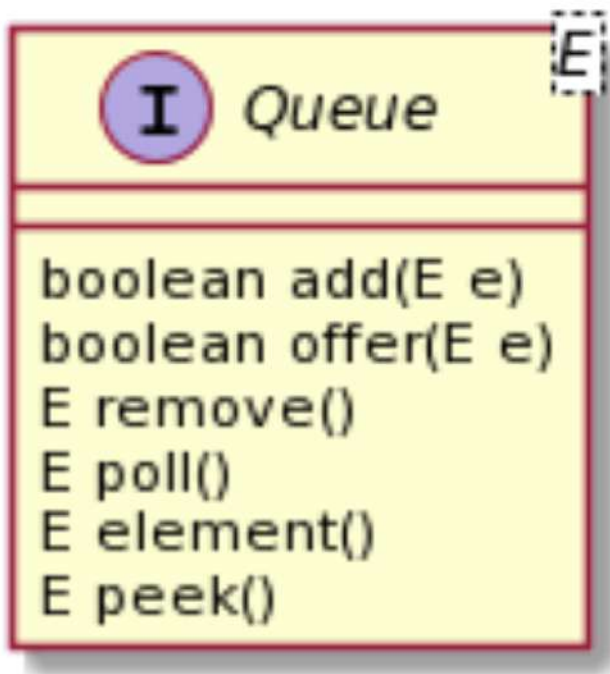 E
I Queue
boolean add(E e)
boolean offer(E e)
E remove()
E poll()
E element()
E peek()